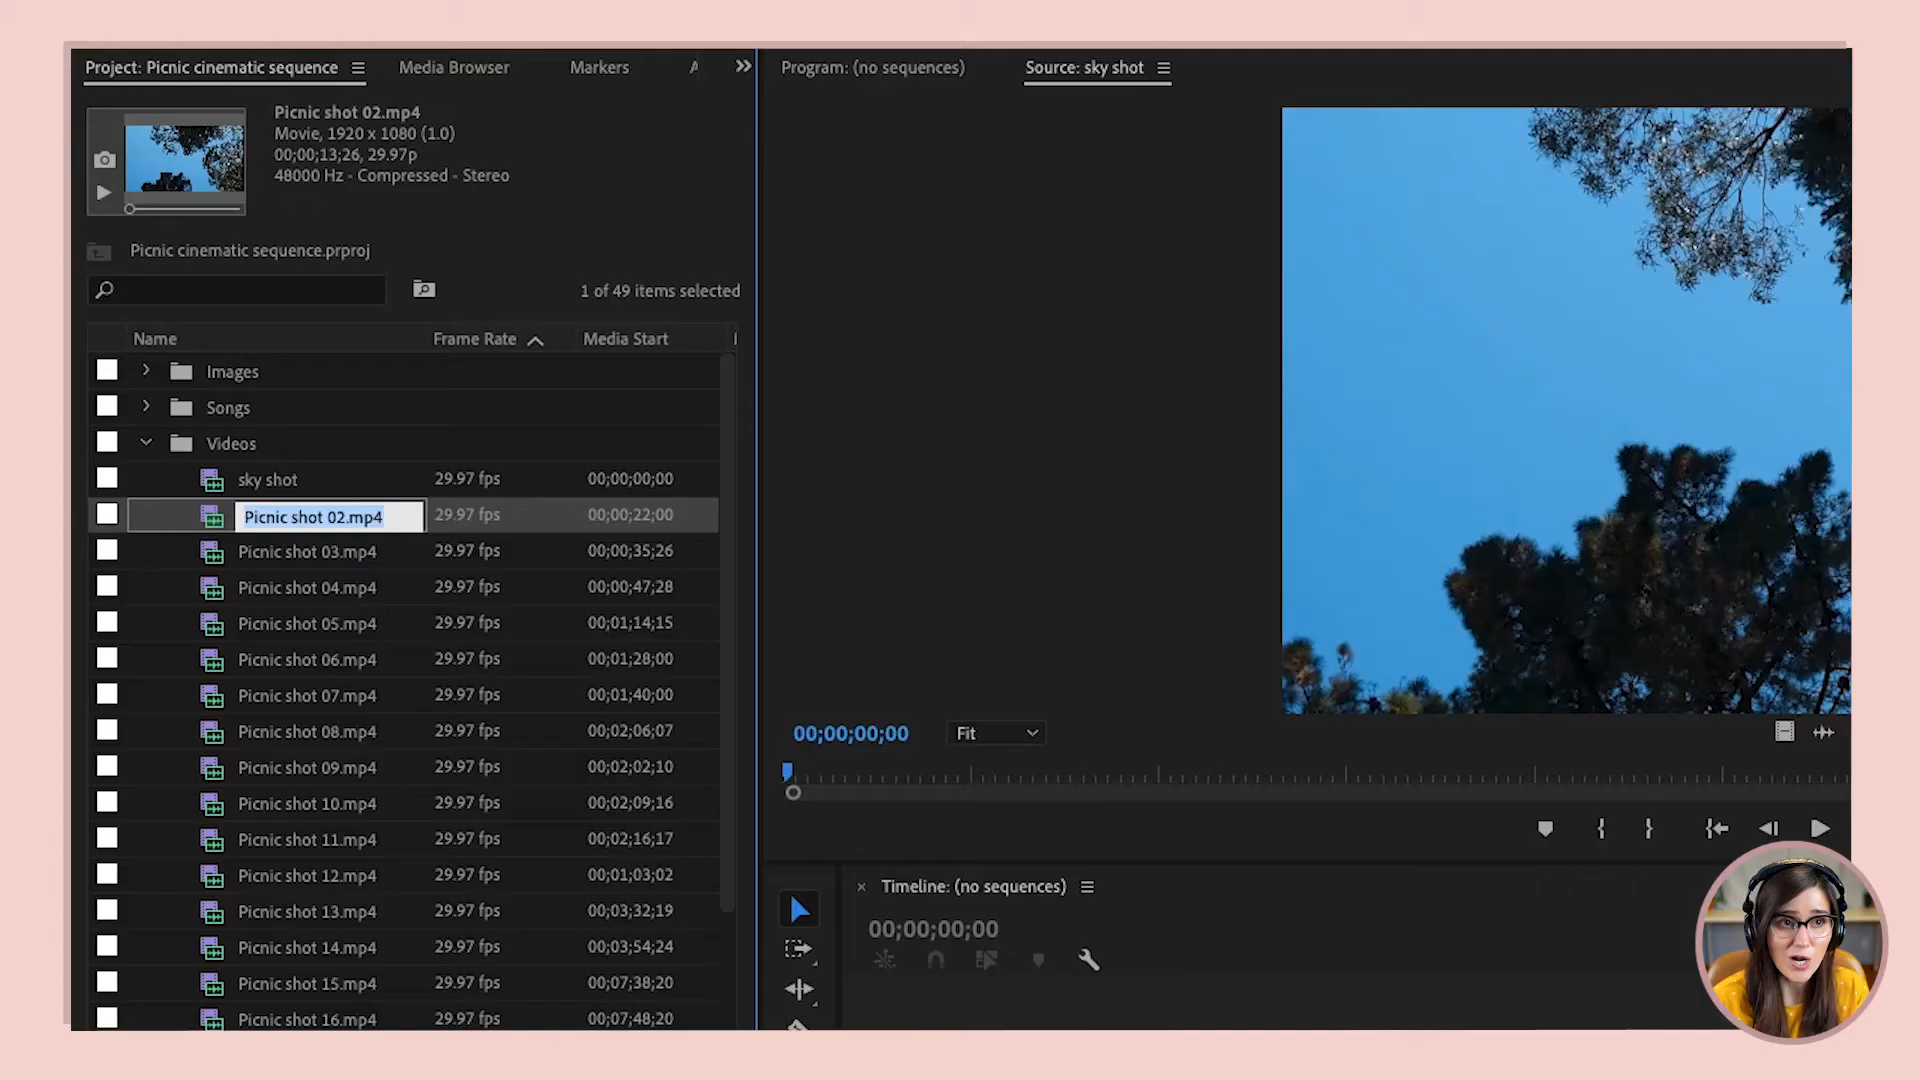 Project: Picnic cinematic sequence
Media Browser
Markers
A
Program: (no sequences)
Source: sky shot
Picnic shot 02.mp4
Movie, 1920 x 1080 (1.0)
00;00;13;26, 29.97p
48000 Hz - Compressed - Stereo
Picnic cinematic sequence.prproj
1 of 49 items selected
Name Frame Rate Media Start
Images
Songs
Videos
sky shot 29.97 fps 00;00;00;00
Picnic shot 02.mp4 29.97 fps 00;00;22;00
Picnic shot 03.mp4 29.97 fps 00;00;35;26
Picnic shot 04.mp4 29.97 fps 00;00;47;28
Picnic shot 05.mp4 29.97 fps 00;01;14;15
Picnic shot 06.mp4 29.97 fps 00;01;28;00
Picnic shot 07.mp4 29.97 fps 00;01;40;00
Picnic shot 08.mp4 29.97 fps 00;02;06;07
Picnic shot 09.mp4 29.97 fps 00;02;02;10
Picnic shot 10.mp4 29.97 fps 00;02;09;16
Picnic shot 11.mp4 29.97 fps 00;02;16;17
Picnic shot 12.mp4 29.97 fps 00;01;03;02
Picnic shot 13.mp4 29.97 fps 00;03;32;19
Picnic shot 14.mp4 29.97 fps 00;03;54;24
Picnic shot 15.mp4 29.97 fps 00;07;38;20
Picnic shot 16.mp4 29.97 fps 00;07;48;20
00;00;00;00
Fit
Timeline: (no sequences)
00;00;00;00